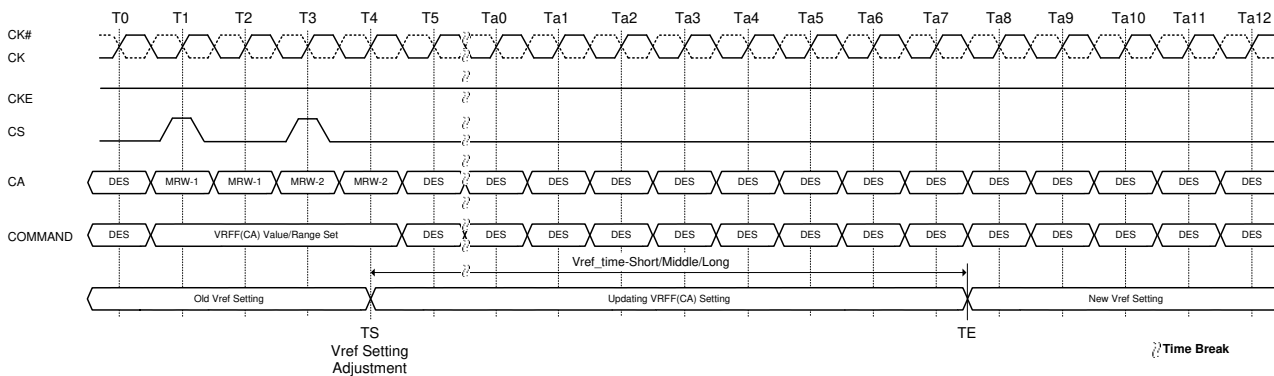 T0 T1 T2 T3 T4 T5 Ta0 Ta1 Ta2 Ta3 Ta4 Ta5 Ta6 Ta7 Ta8 Ta9 Ta10 Ta11 Ta12
CK#
CK
CKE
CS
CA DES MRW-1 MRW-1 MRW-2 MRW-2 DES DES DES DES DES DES DES DES DES DES DES DES DES DES
COMMAND DES VRFF(CA) Value/Range Set DES DES DES DES DES DES DES DES DES DES DES DES DES DES
Vref_time-Short/Middle/Long
Old Vref Setting Updating VRFF(CA) Setting New Vref Setting
TS TE
Vref Setting
Adjustment
Time Break